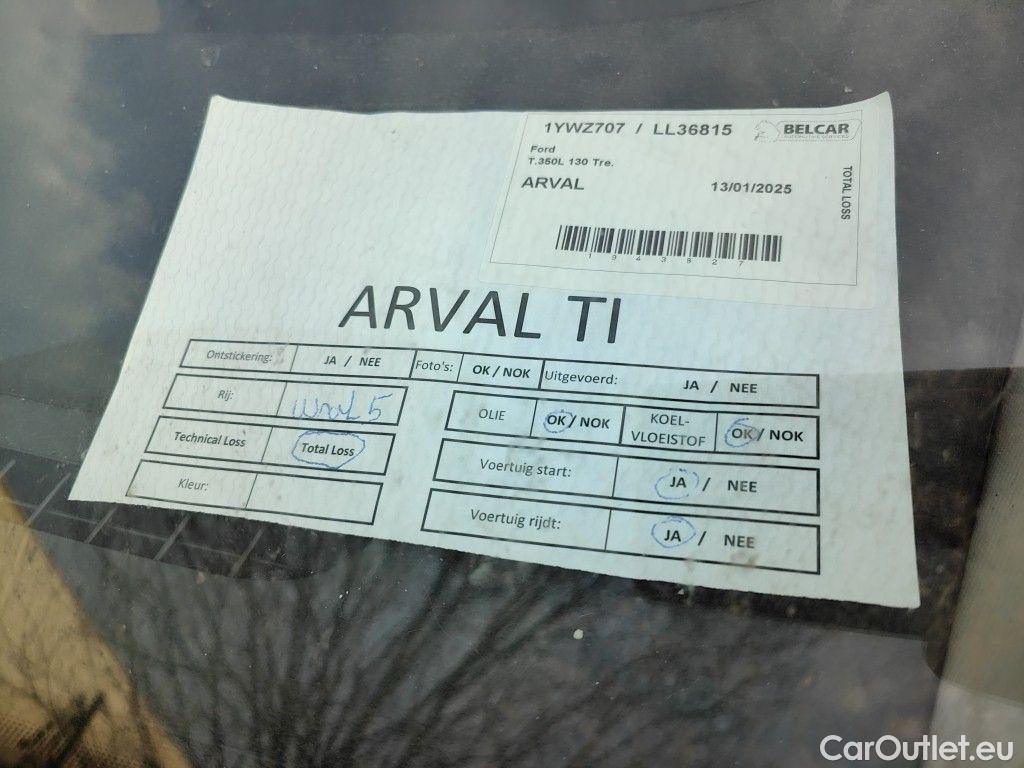 1YWZ707 / LL36815
BELCAR
Ford
T.350L 130 Tre.
ARVAL 13/01/2025
TOTAL LOSS
1943827
ARVAL TI
Ontstickering: JA / NEE Foto's: OK / NOK Uitgevoerd: JA / NEE
Rij: 5
OLIE OK / NOK KOEL-
VLOEISTOF OK / NOK
Technical Loss Total Loss
Voertuig start: JA / NEE
Kleur:
Voertuig rijdt: JA / NEE
CarOutlet.eu